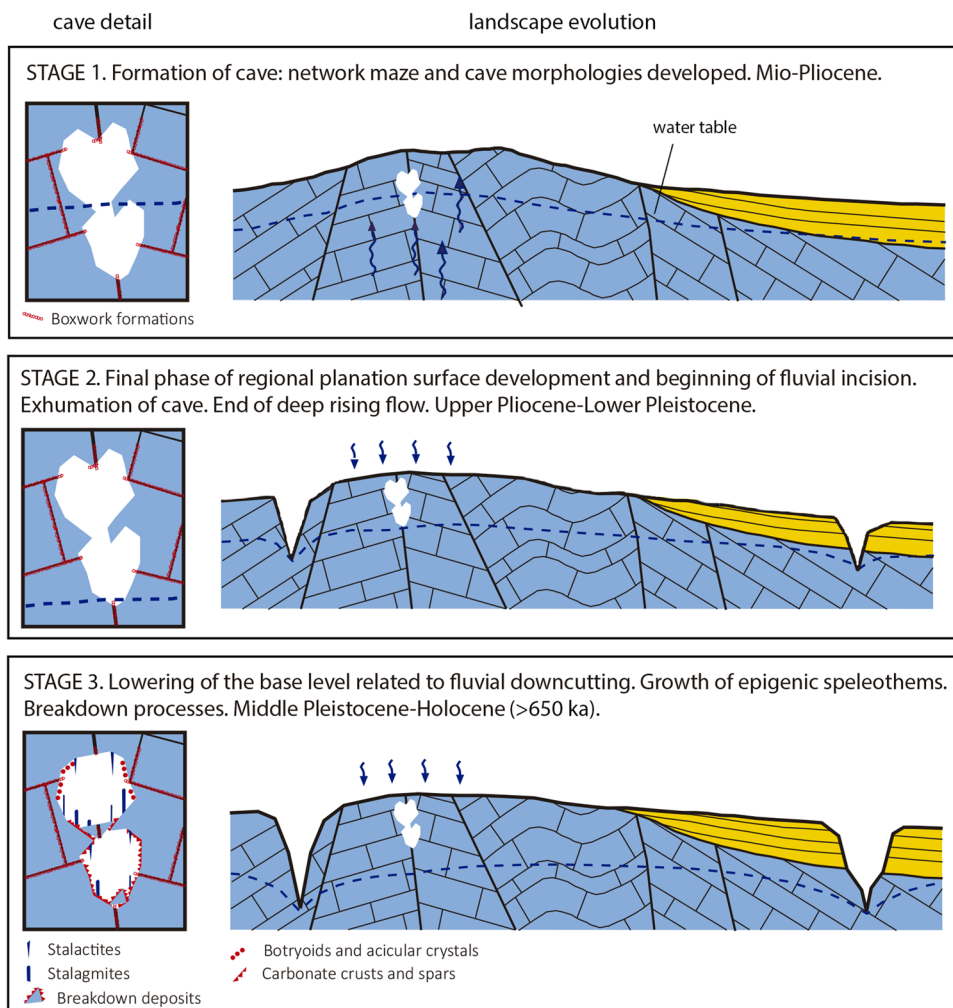 cave detail
landscape evolution
STAGE 1. Formation of cave: network maze and cave morphologies developed. Mio-Pliocene.
water table
Boxwork formations
STAGE 2. Final phase of regional planation surface development and beginning of fluvial incision.
Exhumation of cave. End of deep rising flow. Upper Pliocene-Lower Pleistocene.
STAGE 3. Lowering of the base level related to fluvial downcutting. Growth of epigenic speleothems.
Breakdown processes. Middle Pleistocene-Holocene (>650 ka).
Stalactites
Stalagmites
Breakdown deposits
Botryoids and acicular crystals
Carbonate crusts and spars